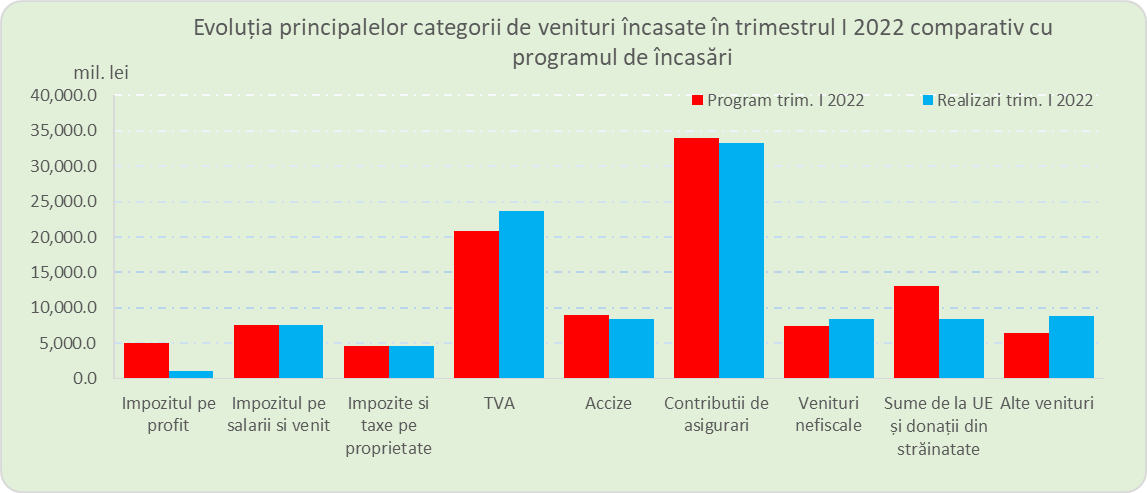 Evoluția principalelor categorii de venituri încasate în trimestrul I 2022 comparativ cu
programul de încasări
mil. lei
40,000.0
35,000.0
30,000.0
25,000.0
20,000.0
15,000.0
10,000.0
5,000.0
0.0
Program trim. I 2022
Realizari trim. I 2022
Impozitul pe
profit
Impozitul pe
salarii si venit
Impozite si
taxe pe
proprietate
TVA
Accize
Contributii de
asigurari
Venituri
nefiscale
Sume de la UE
și donații din
străinatate
Alte venituri